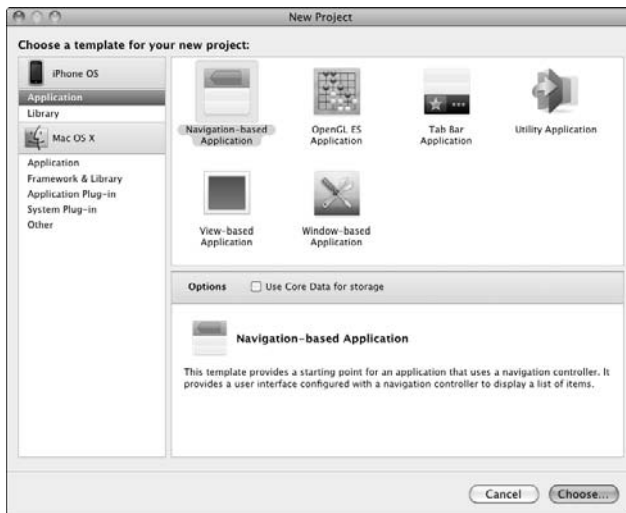 New Project
Choose a template for your new project:
iPhone OS
Application
Library
Mac OS X
Application
Framework & Library
Application Plug-in
System Plug-in
Other
Navigation-based
Application
OpenGL ES
Application
Tab Bar
Application
Utility Application
View-based
Application
Window-based
Application
Options
Use Core Data for storage
Navigation-based Application
This template provides a starting point for an application that uses a navigation controller. It
provides a user interface configured with a navigation controller to display a list of items.
Cancel
Choose...